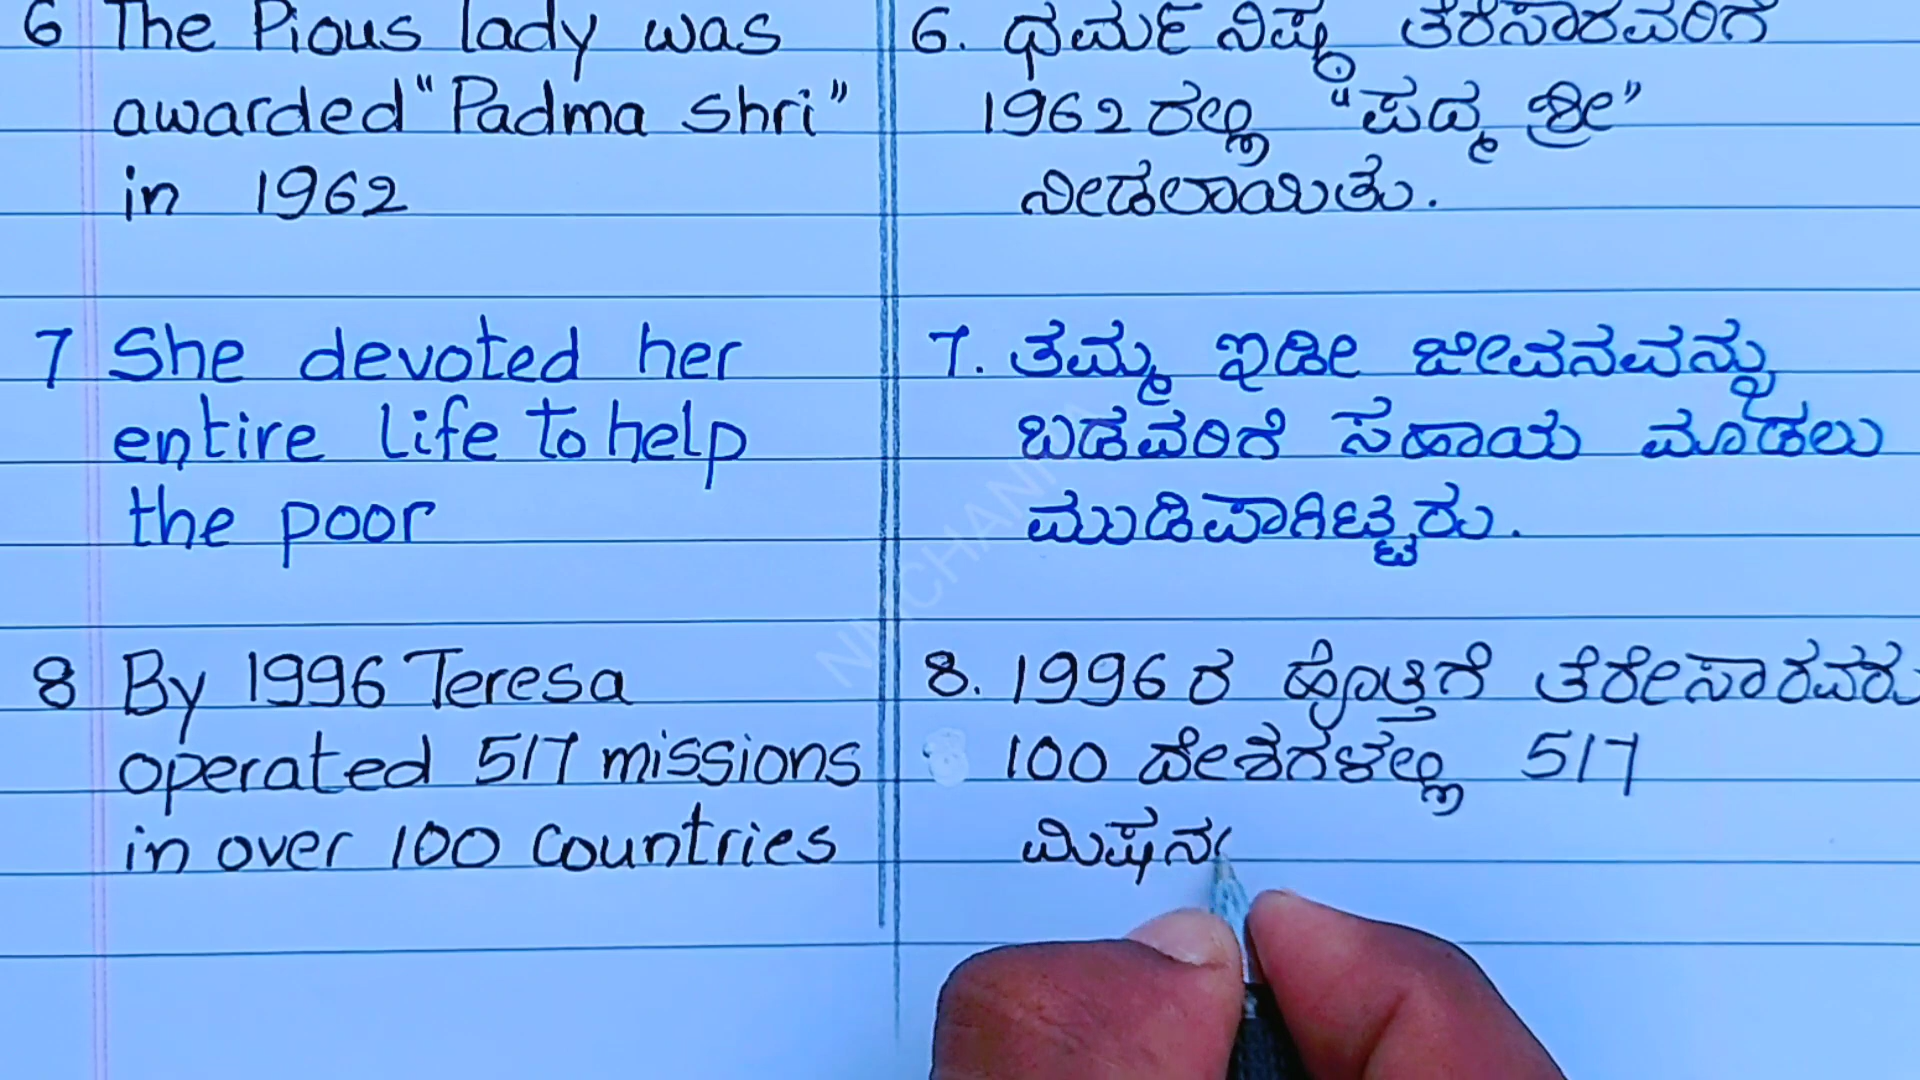 6 The Pious lady was
awarded "Padma Shri"
in 1962
7 She devoted her
entire life to help
the poor
8 By 1996 Teresa
operated 517 missions
in over 100 countries
6. ಧರ್ಮನಿಷ್ಠ ತೆರೆಸಾರವರಿಗೆ
1962ರಲ್ಲಿ "ಪದ್ಮ ಶ್ರೀ"
ನೀಡಲಾಯಿತು.
7. ತಮ್ಮ ಇಡೀ ಜೀವನವನ್ನು
ಬಡವರಿಗೆ ಸಹಾಯ ಮಾಡಲು
ಮುಡಿಪಾಗಿಟ್ಟರು.
8. 1996ರ ಹೊತ್ತಿಗೆ ತೆರೇಸಾರವರು
100 ದೇಶಗಳಲ್ಲಿ 517
ಮಿಷನ